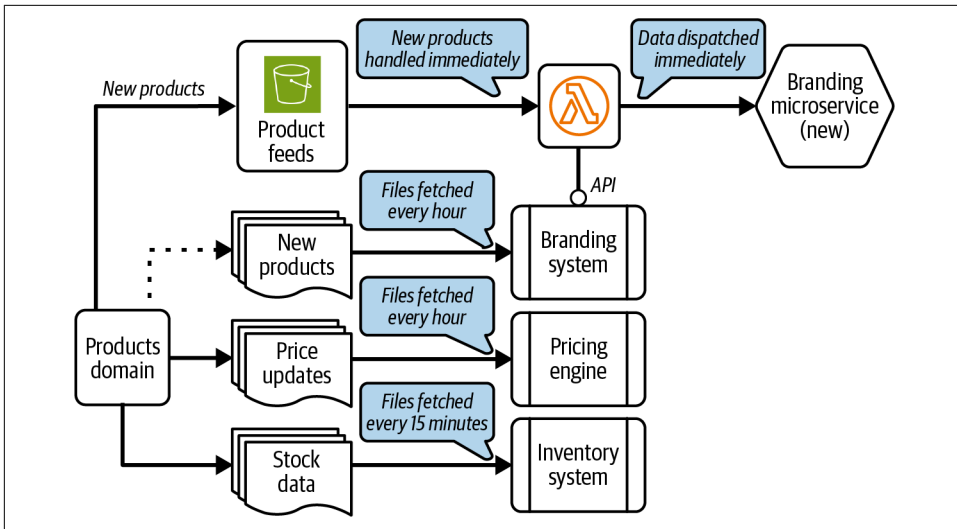 New products
handled immediately
Data dispatched
immediately
New products
Product
feeds
Branding
microservice
(new)
API
Files fetched
every hour
New
products
Branding
system
Files fetched
every hour
Products
domain
Price
updates
Pricing
engine
Files fetched
every 15 minutes
Stock
data
Inventory
system